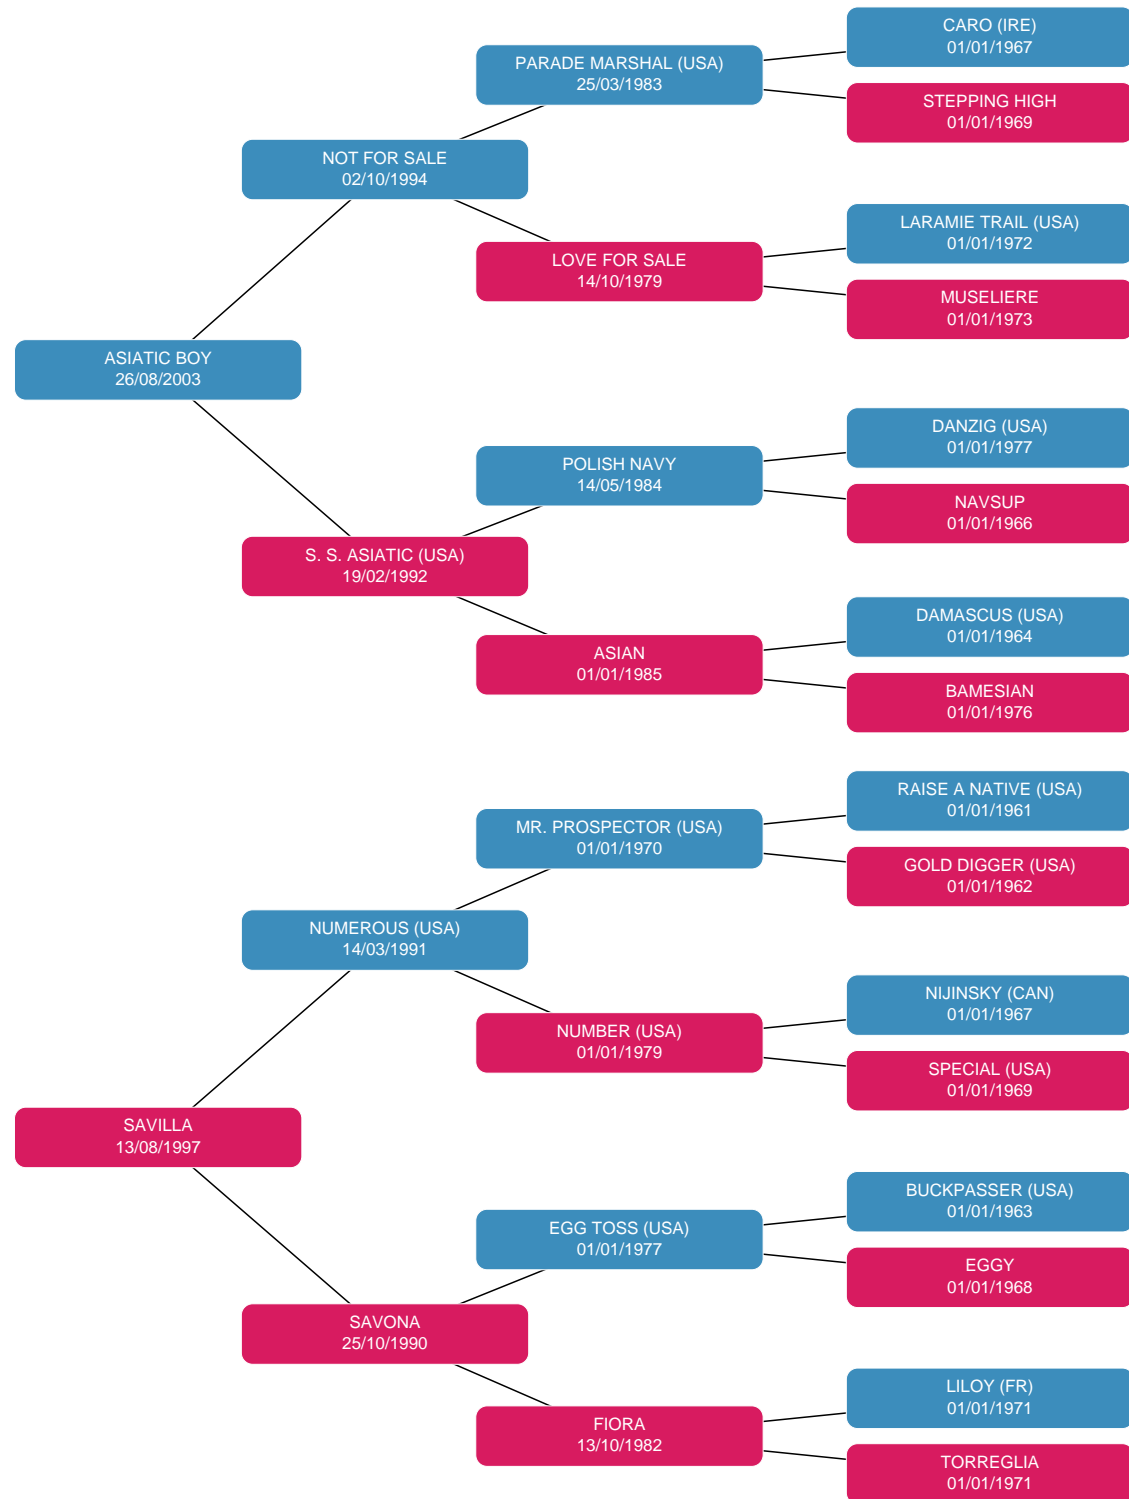 CARO (IRE)
01/01/1967
PARADE MARSHAL (USA)
25/03/1983
STEPPING HIGH
01/01/1969
NOT FOR SALE
02/10/1994
LARAMIE TRAIL (USA)
01/01/1972
LOVE FOR SALE
14/10/1979
MUSELIERE
01/01/1973
ASIATIC BOY
26/08/2003
DANZIG (USA)
01/01/1977
POLISH NAVY
14/05/1984
NAVSUP
01/01/1966
S. S. ASIATIC (USA)
19/02/1992
DAMASCUS (USA)
01/01/1964
ASIAN
01/01/1985
BAMESIAN
01/01/1976
RAISE A NATIVE (USA)
01/01/1961
MR. PROSPECTOR (USA)
01/01/1970
GOLD DIGGER (USA)
01/01/1962
NUMEROUS (USA)
14/03/1991
NIJINSKY (CAN)
01/01/1967
NUMBER (USA)
01/01/1979
SPECIAL (USA)
01/01/1969
SAVILLA
13/08/1997
BUCKPASSER (USA)
01/01/1963
EGG TOSS (USA)
01/01/1977
EGGY
01/01/1968
SAVONA
25/10/1990
LILOY (FR)
01/01/1971
FIORA
13/10/1982
TORREGLIA
01/01/1971